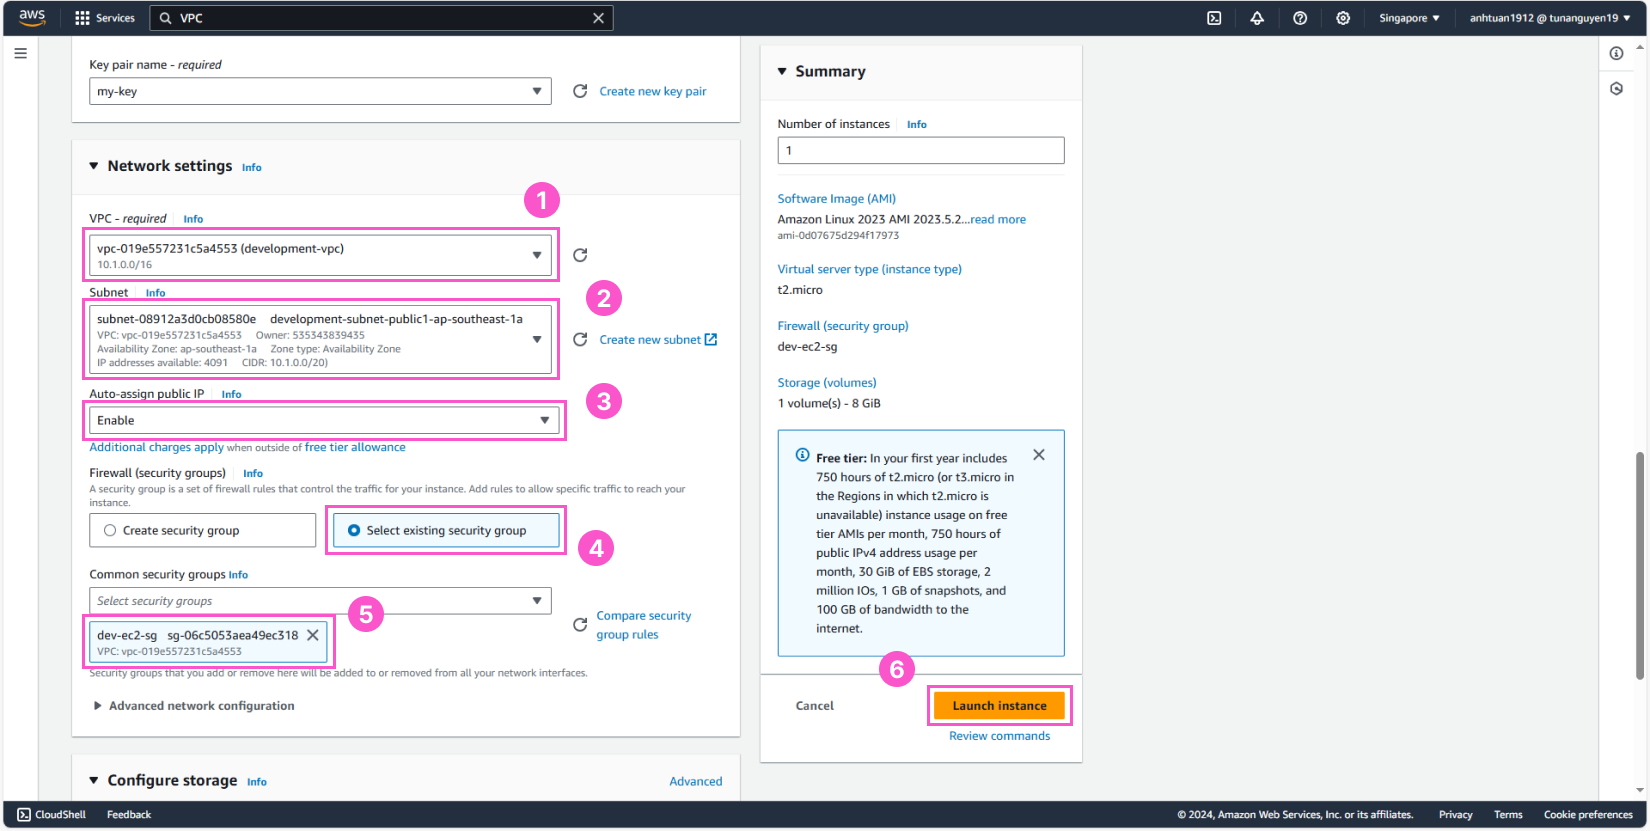 aws
Services
VPC
Singapore
anhtuan1912 @ tunanguyen19
Key pair name - required
my-key
Create new key pair
Network settings Info
1
VPC - required Info
vpc-019e557231c5a4553 (development-vpc)
10.1.0.0/16
2
Subnet Info
subnet-08912a3d0cb08580e development-subnet-public1-ap-southeast-1a
VPC: vpc-019e557231c5a4553 Owner: 535343839435
Availability Zone: ap-southeast-1a Zone type: Availability Zone
IP addresses available: 4091 CIDR: 10.1.0.0/20)
Create new subnet
3
Auto-assign public IP Info
Enable
Additional charges apply when outside of free tier allowance
Firewall (security groups) Info
A security group is a set of firewall rules that control the traffic for your instance. Add rules to allow specific traffic to reach your
instance.
Create security group
Select existing security group
4
Common security groups Info
Select security groups
5
dev-ec2-sg sg-06c5053aea49ec318
VPC: vpc-019e557231c5a4553
Compare security
group rules
Security groups that you add or remove here will be added to or removed from all your network interfaces.
Advanced network configuration
Configure storage Info
Advanced
Summary
Number of instances Info
1
Software Image (AMI)
Amazon Linux 2023 AMI 2023.5.2...read more
ami-0d07675d294f17973
Virtual server type (instance type)
t2.micro
Firewall (security group)
dev-ec2-sg
Storage (volumes)
1 volume(s) - 8 GiB
Free tier: In your first year includes
750 hours of t2.micro (or t3.micro in
the Regions in which t2.micro is
unavailable) instance usage on free
tier AMIs per month, 750 hours of
public IPv4 address usage per
month, 30 GiB of EBS storage, 2
million IOs, 1 GB of snapshots, and
100 GB of bandwidth to the
internet.
6
Cancel
Launch instance
Review commands
CloudShell
Feedback
© 2024, Amazon Web Services, Inc. or its affiliates.
Privacy
Terms
Cookie preferences